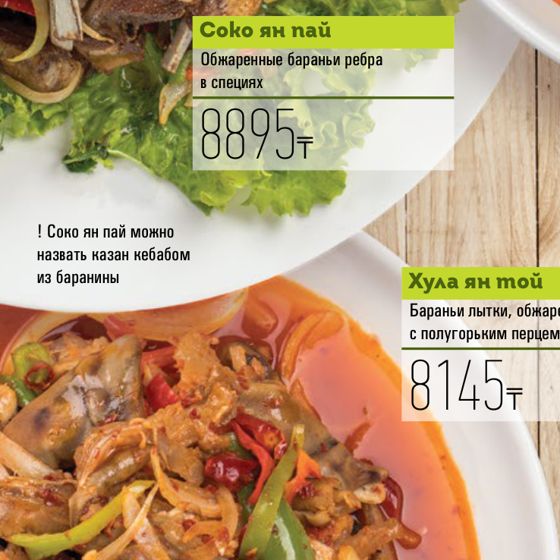 Соко ян пай
Обжаренные бараньи ребра
в специях
8895₸
! Соко ян пай можно
назвать казан кебабом
из баранины
Хула ян той
Бараньи лытки,
с полугорьким перцем
8145₸